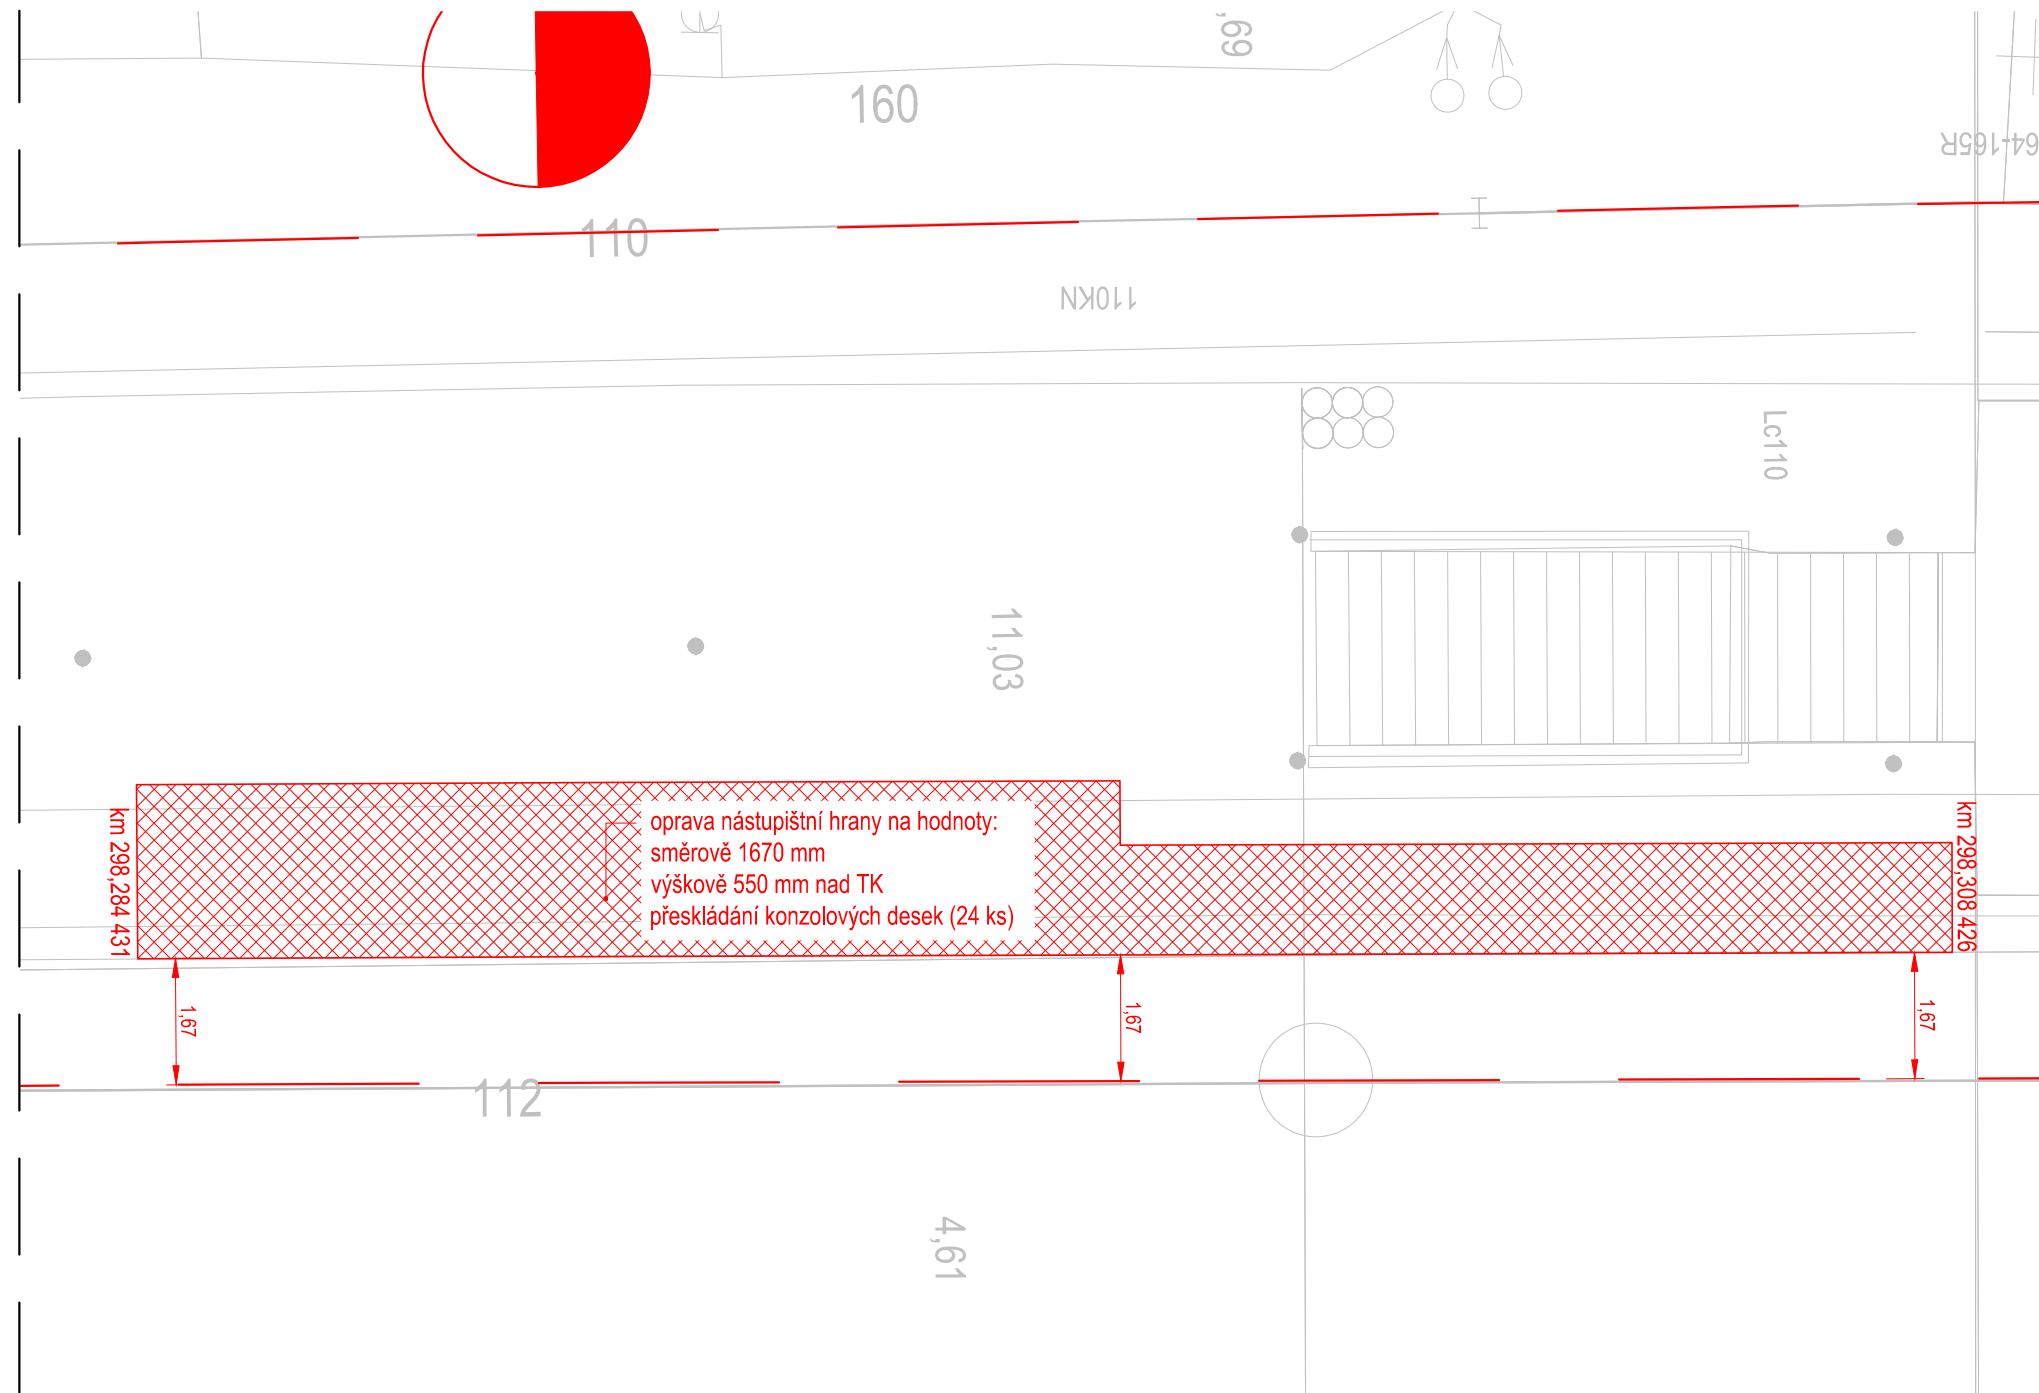 ,69
160
64-165R
110
110KN
Lc110
11,03
km 298,284 431
oprava nástupištní hrany na hodnoty:
směrově 1670 mm
výškově 550 mm nad TK
přeskládání konzolových desek (24 ks)
km 298,308 426
1,67
1,67
1,67
112
4,61